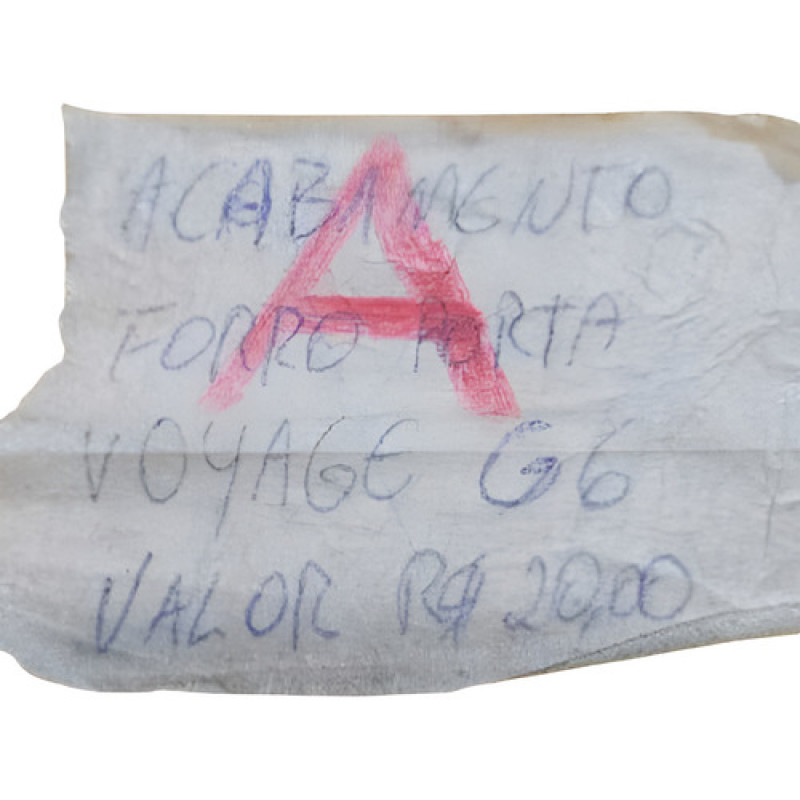 ACABAMENTO
A
FORRO PORTA
VOYAGE G6
VALOR R$ 20,00